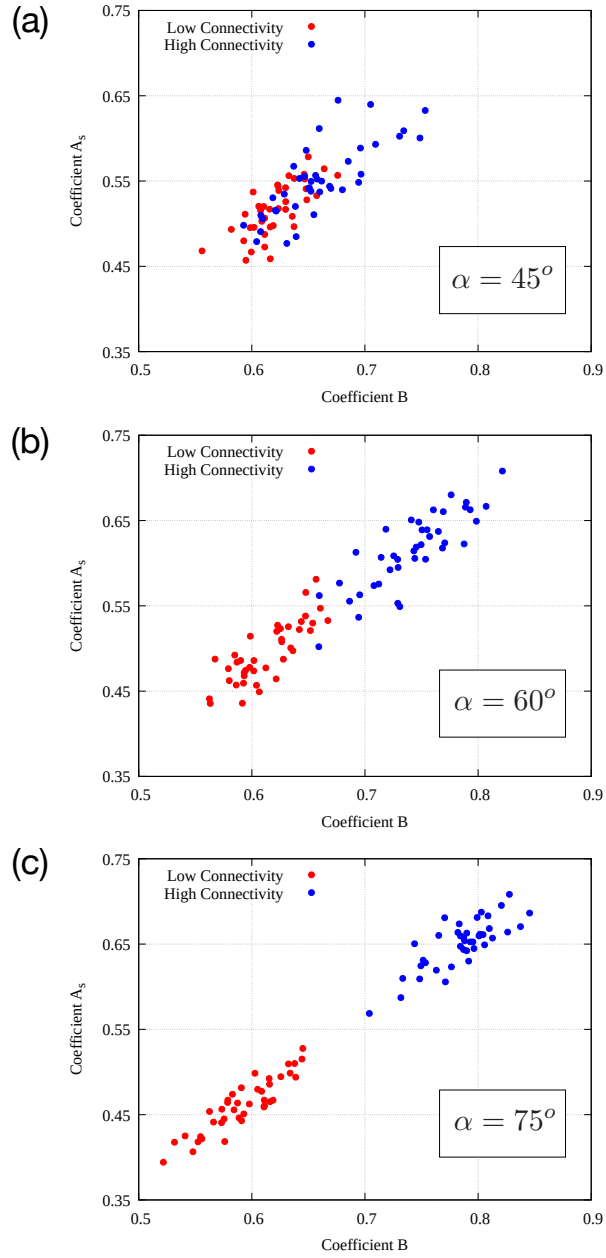 (a)
0.75
0.65
0.55
0.45
0.35
Coefficient A_s
Low Connectivity
High Connectivity
α = 45°
0.5 0.6 0.7 0.8 0.9
Coefficient B
(b)
0.75
0.65
0.55
0.45
0.35
Coefficient A_s
Low Connectivity
High Connectivity
α = 60°
0.5 0.6 0.7 0.8 0.9
Coefficient B
(c)
0.75
0.65
0.55
0.45
0.35
Coefficient A_s
Low Connectivity
High Connectivity
α = 75°
0.5 0.6 0.7 0.8 0.9
Coefficient B